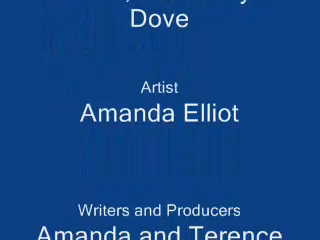 Dove
Artist
Amanda Elliot
Writers and Producers
Amanda and Terence